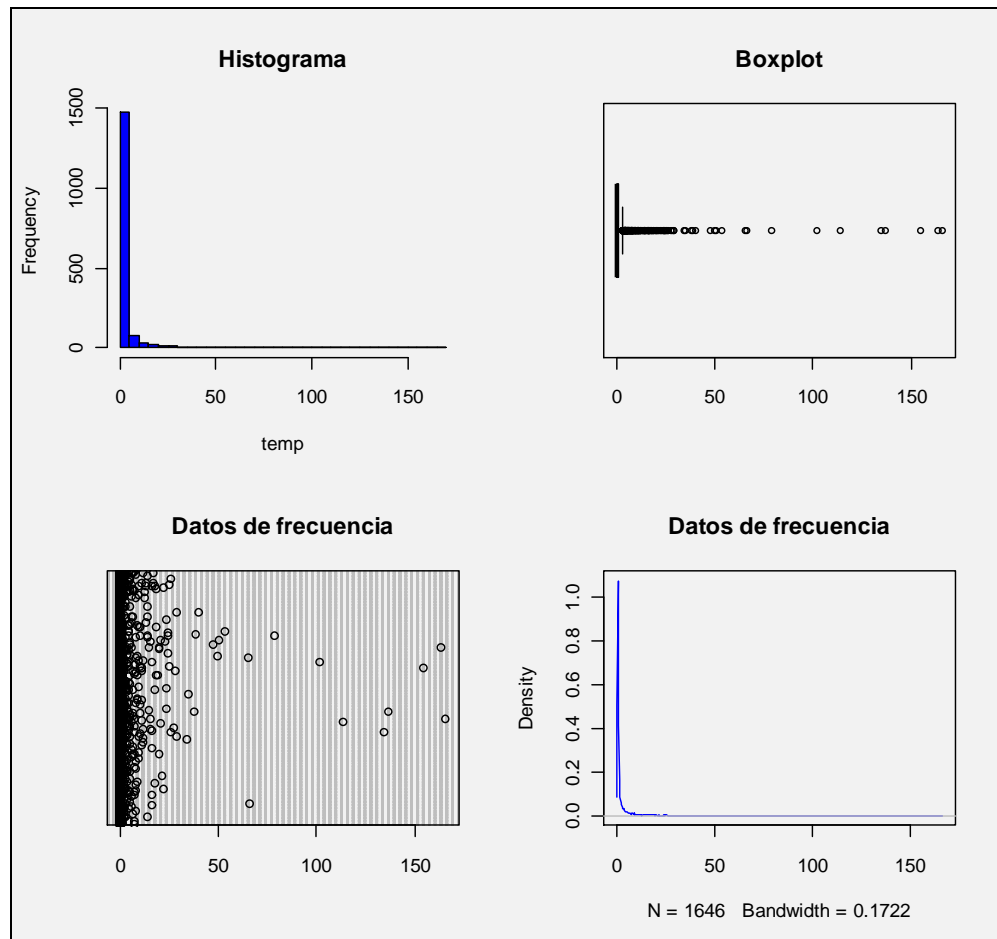 Histograma
Frequency
0 500 1000 1500
0 50 100 150
temp
Boxplot
0 50 100 150
Datos de frecuencia
0 50 100 150
Datos de frecuencia
Density
0.0 0.2 0.4 0.6 0.8 1.0
0 50 100 150
N = 1646 Bandwidth = 0.1722